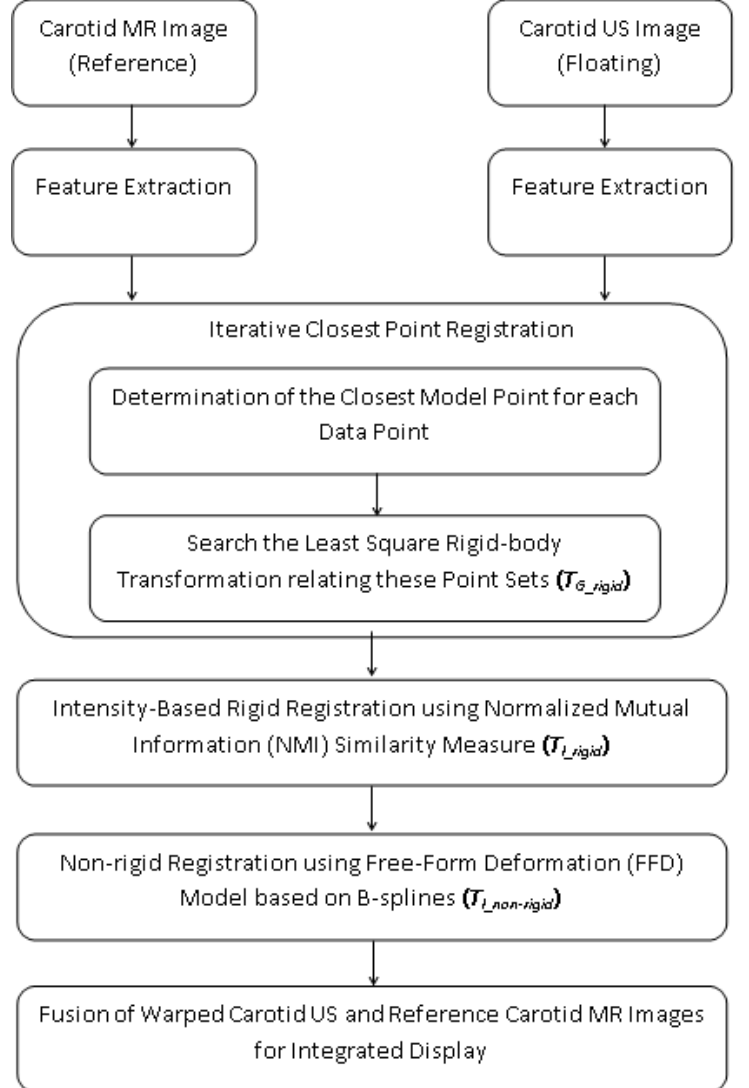 Carotid MR Image
(Reference)
Carotid US Image
(Floating)
Feature Extraction
Feature Extraction
Iterative Closest Point Registration
Determination of the Closest Model Point for each
Data Point
Search the Least Square Rigid-body
Transformation relating these Point Sets (T_G_rigid)
Intensity-Based Rigid Registration using Normalized Mutual
Information (NMI) Similarity Measure (T_I_rigid)
Non-rigid Registration using Free-Form Deformation (FFD)
Model based on B-splines (T_I_non-rigid)
Fusion of Warped Carotid US and Reference Carotid MR Images
for Integrated Display